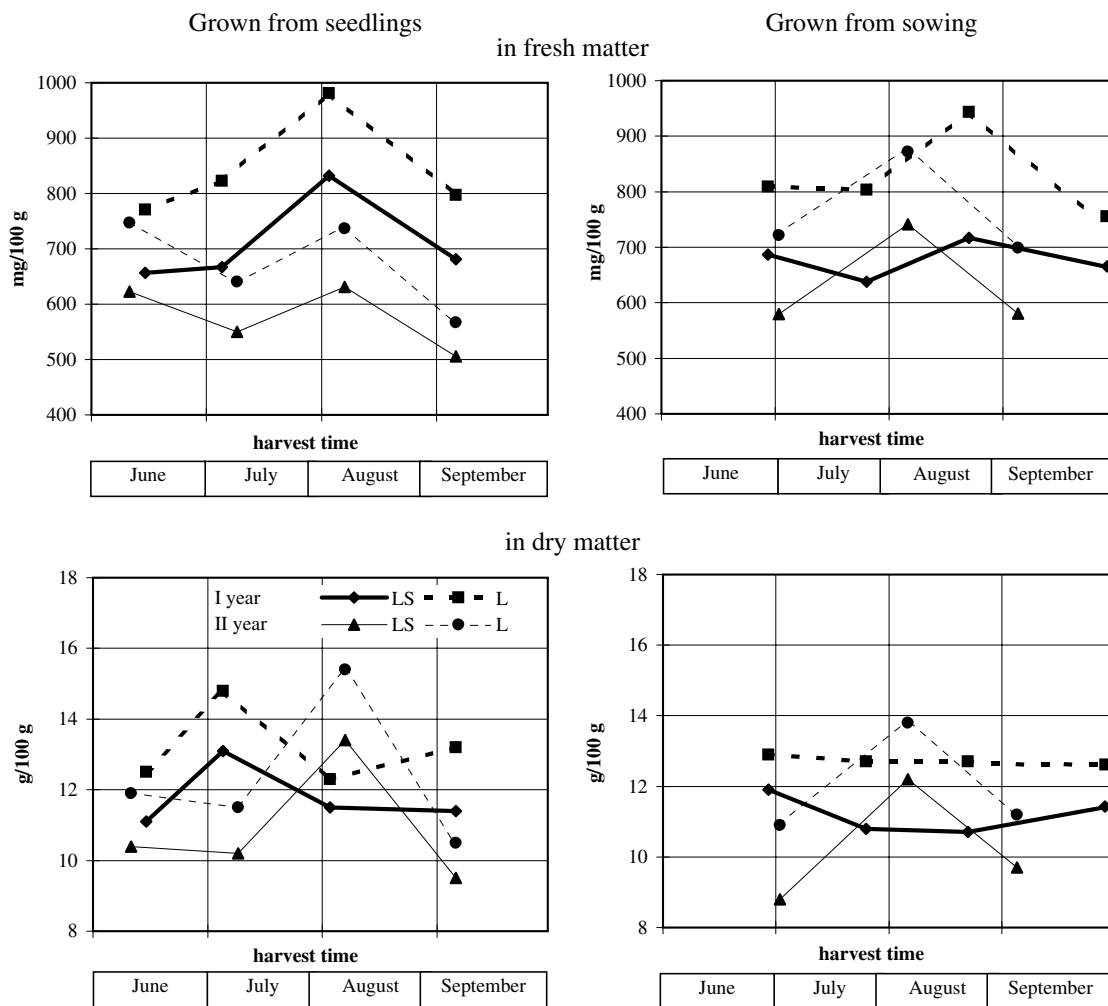 Grown from seedlings Grown from sowing
in fresh matter
1000
900
800
700
600
500
400
mg/100 g
harvest time
June July August September
1000
900
800
700
600
500
400
mg/100 g
harvest time
June July August September
in dry matter
18
16
14
12
10
8
g/100 g
I year LS L
II year LS L
harvest time
June July August September
18
16
14
12
10
8
g/100 g
harvest time
June July August September